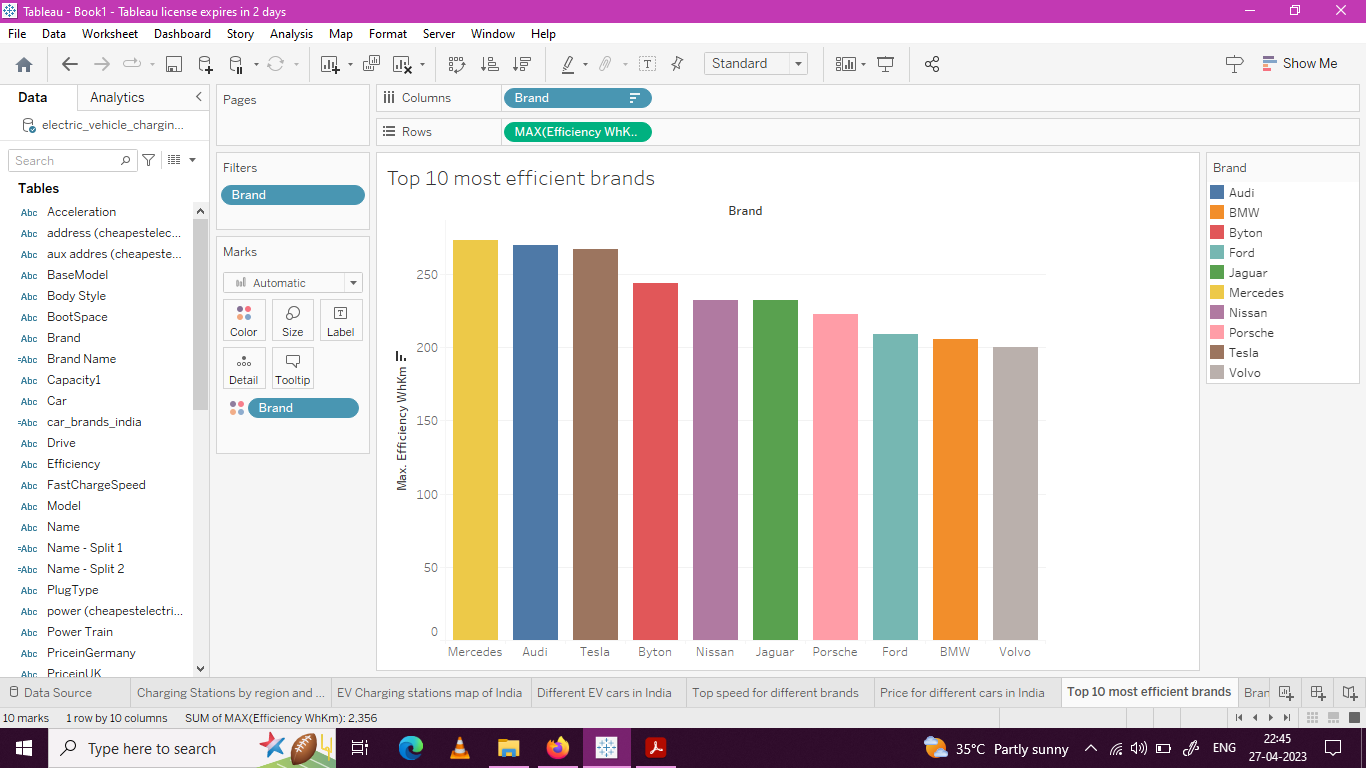 Tableau - Book1 - Tableau license expires in 2 days
File Data Worksheet Dashboard Story Analysis Map Format Server Window Help
Standard
Show Me
Data Analytics
electric_vehicle_chargin...
Search
Tables
Abc Acceleration
Abc address (cheapestelec...
Abc aux addres (cheapeste...
Abc BaseModel
Abc Body Style
Abc BootSpace
Abc Brand
=Abc Brand Name
Abc Capacity1
Abc Car
=Abc car_brands_india
Abc Drive
Abc Efficiency
Abc FastChargeSpeed
Abc Model
Abc Name
=Abc Name - Split 1
=Abc Name - Split 2
Abc PlugType
Abc power (cheapestelectri...
Abc Power Train
Abc PriceinGermany
Abc PriceinUK
Pages
Filters
Brand
Marks
Automatic
Color Size Label
Detail Tooltip
Brand
Columns Brand
Rows MAX(Efficiency WhK..
Top 10 most efficient brands
Brand
Max. Efficiency WhKm
250
200
150
100
50
0
Mercedes Audi Tesla Byton Nissan Jaguar Porsche Ford BMW Volvo
Brand
Audi
BMW
Byton
Ford
Jaguar
Mercedes
Nissan
Porsche
Tesla
Volvo
Data Source Charging Stations by region and ... EV Charging stations map of India Different EV cars in India Top speed for different brands Price for different cars in India Top 10 most efficient brands Bran
10 marks 1 row by 10 columns SUM of MAX(Efficiency WhKm): 2,356
Type here to search
35°C Partly sunny
ENG
22:45
27-04-2023